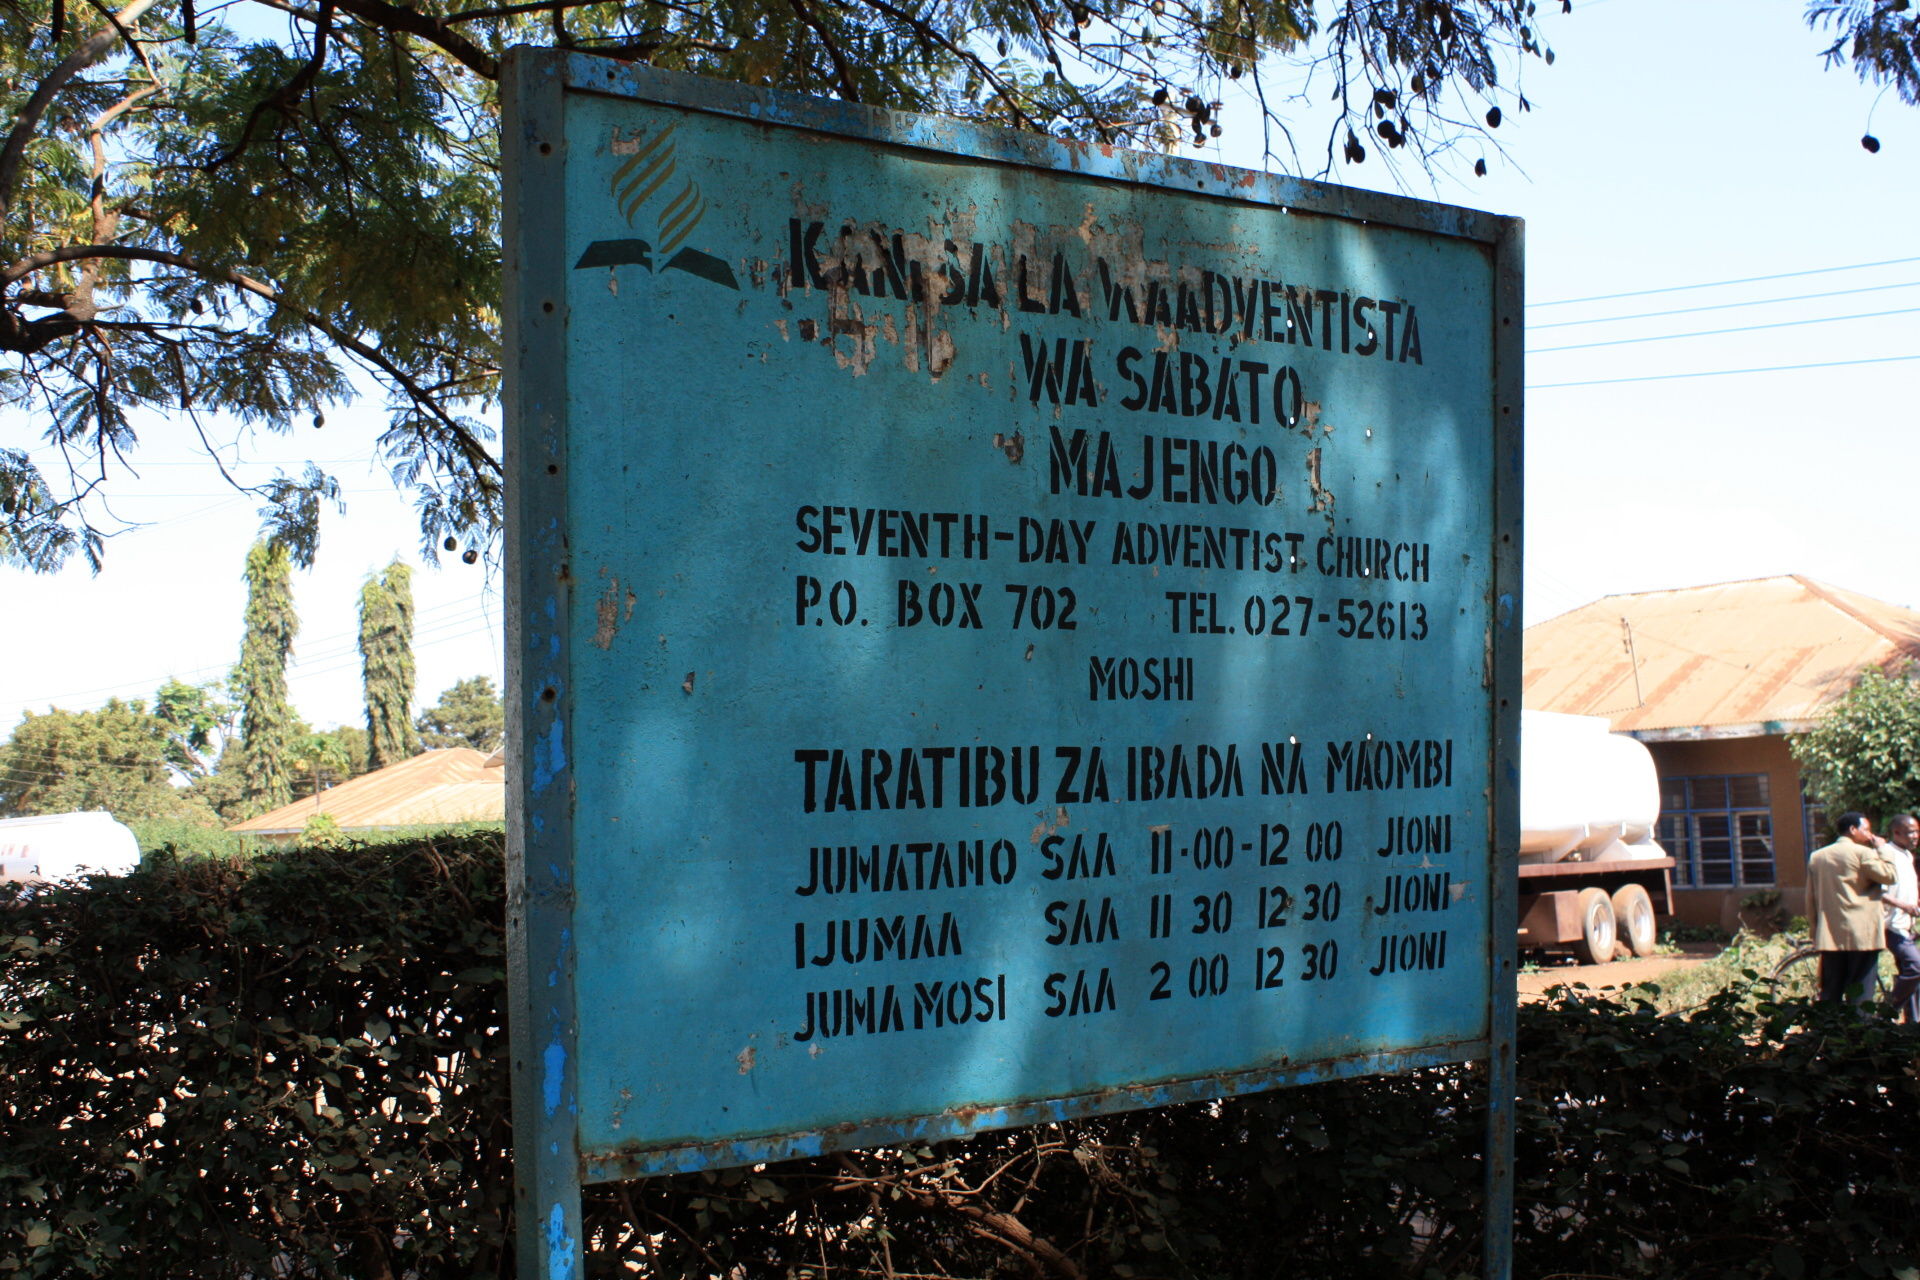 KANISA LA WAADVENTISTA
WA SABATO
MAJENGO
SEVENTH-DAY ADVENTIST CHURCH
P.O. BOX 702 TEL. 027-52613
MOSHI
TARATIBU ZA IBADA NA MAOMBI
JUMATANO SAA 11-00-12 00 JIONI
IJUMAA SAA 11 30 12 30 JIONI
JUMAMOSI SAA 2 00 12 30 JIONI